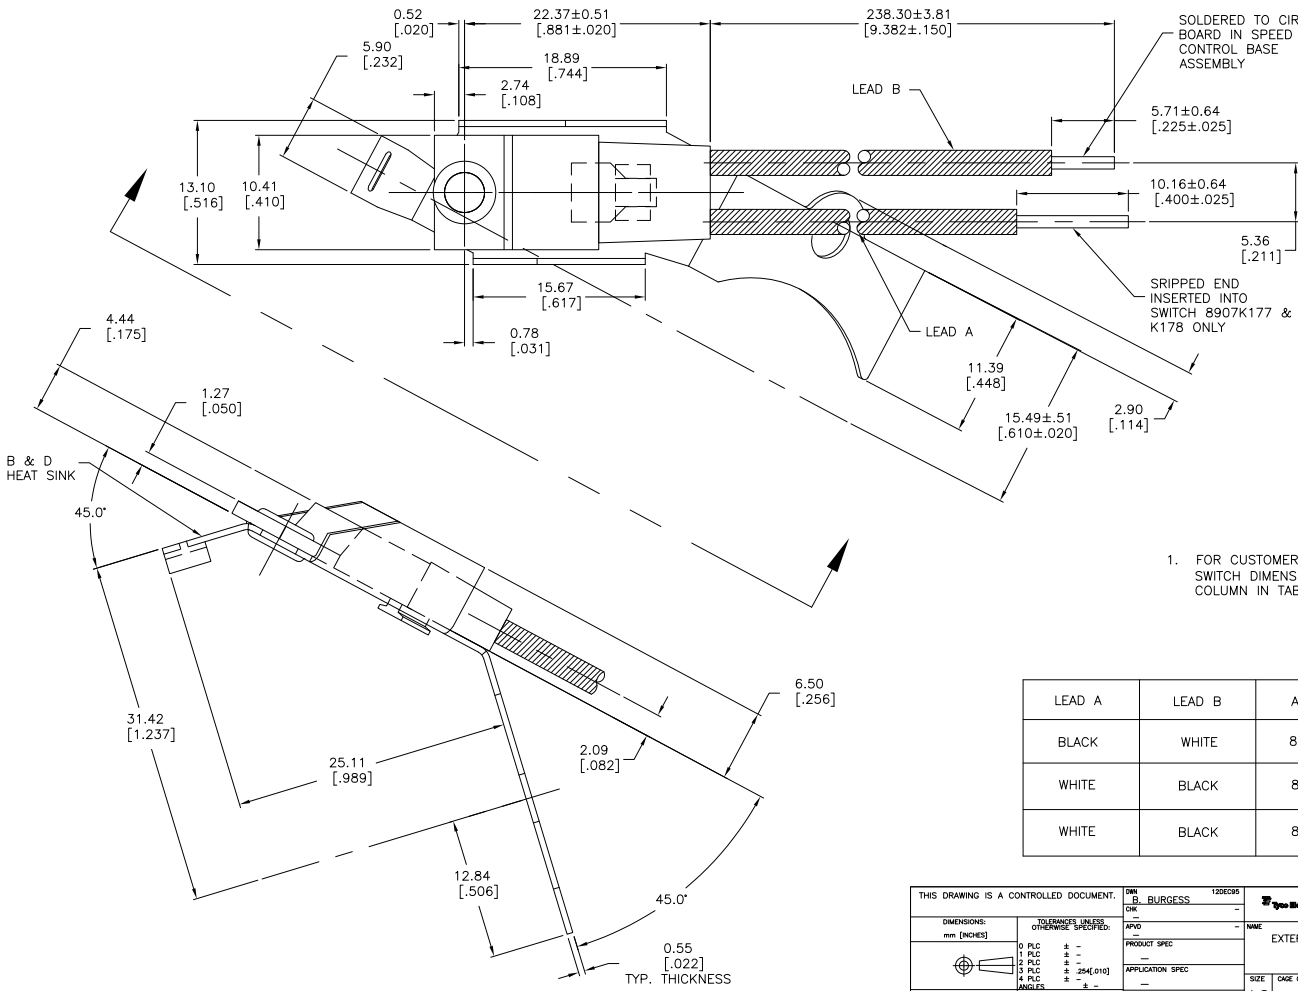 0.52
[.020]
22.37±0.51
[.881±.020]
238.30±3.81
[9.382±.150]
SOLDERED TO CIR
BOARD IN SPEED
CONTROL BASE
ASSEMBLY
5.90
[.232]
18.89
[.744]
2.74
[.108]
LEAD B
5.71±0.64
[.225±.025]
13.10
[.516]
10.41
[.410]
10.16±0.64
[.400±.025]
5.36
[.211]
15.67
[.617]
SRIPPED END
INSERTED INTO
SWITCH 8907K177 &
K178 ONLY
4.44
[.175]
0.78
[.031]
LEAD A
11.39
[.448]
1.27
[.050]
15.49±.51
[.610±.020]
2.90
[.114]
B & D
HEAT SINK
45.0°
1. FOR CUSTOMER
SWITCH DIMENS
COLUMN IN TAB
6.50
[.256]
31.42
[1.237]
2.09
[.082]
25.11
[.989]
LEAD A LEAD B A
BLACK WHITE 8
WHITE BLACK 8
WHITE BLACK 8
12.84
[.506]
45.0°
0.55
[.022]
TYP. THICKNESS
THIS DRAWING IS A CONTROLLED DOCUMENT.
DWN 12DEC95
B. BURGESS
CHK -
—
APVD -
—
DIMENSIONS:
mm [INCHES]
TOLERANCES UNLESS
OTHERWISE SPECIFIED:
0 PLC ± -
1 PLC ± -
2 PLC ± -
3 PLC ± .254[.010]
4 PLC ± -
ANGLES ± -
PRODUCT SPEC
—
APPLICATION SPEC
—
Tyco
NAME
EXTER
SIZE CAGE